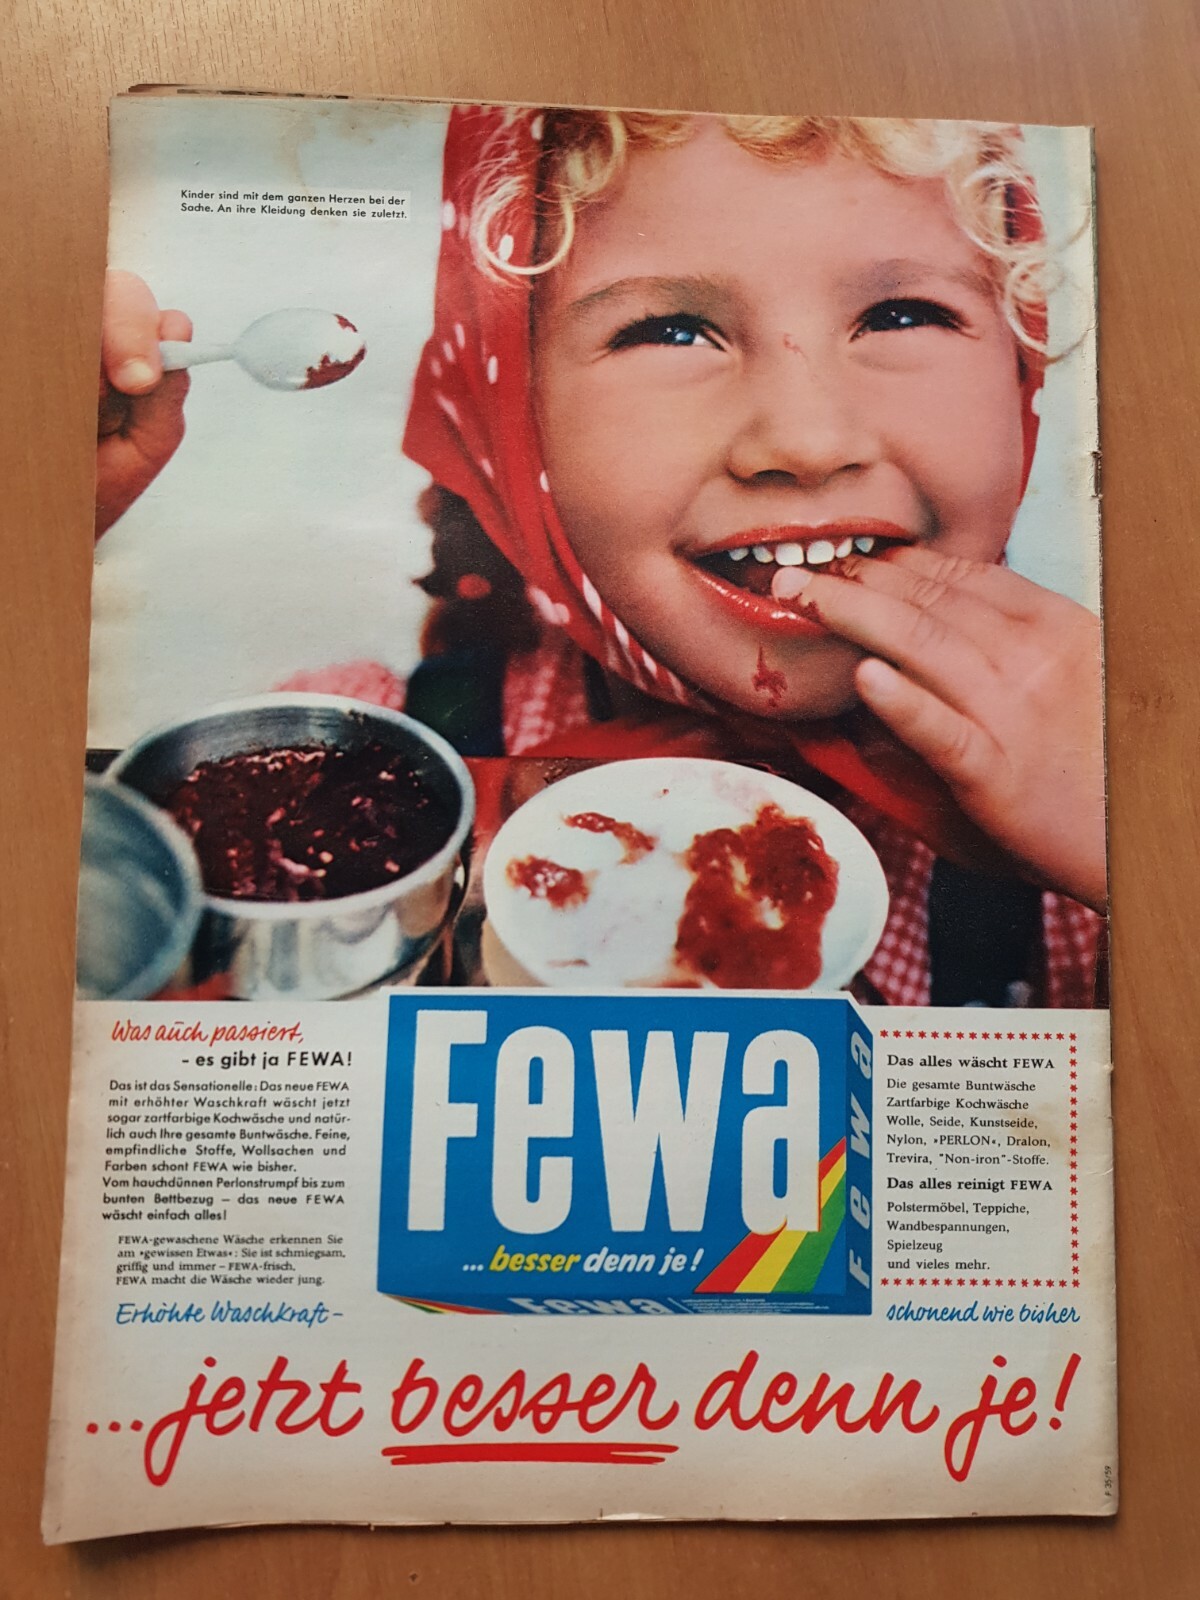 Kinder sind mit dem ganzen Herzen bei der
Sache. An ihre Kleidung denken sie zuletzt.
Was auch passiert,
- es gibt ja FEWA!
Das ist das Sensationelle: Das neue FEWA
mit erhöhter Waschkraft wäscht jetzt
sogar zartfarbige Kochwäsche und natür-
lich auch Ihre gesamte Buntwäsche. Feine,
empfindliche Stoffe, Wollsachen und
Farben schont FEWA wie bisher.
Vom hauchdünnen Perlonstrumpf bis zum
bunten Bettbezug – das neue FEWA
wäscht einfach alles!
FEWA-gewaschene Wäsche erkennen Sie
am »gewissen Etwas«: Sie ist schmiegsam,
griffig und immer – FEWA-frisch.
FEWA macht die Wäsche wieder jung.
Erhöhte Waschkraft –
Fewa
... besser denn je!
Fewa
Fewa
Das alles wäscht FEWA
Die gesamte Buntwäsche
Zartfarbige Kochwäsche
Wolle, Seide, Kunstseide,
Nylon, »PERLON«, Dralon,
Trevira, "Non-iron"-Stoffe.
Das alles reinigt FEWA
Polstermöbel, Teppiche,
Wandbespannungen,
Spielzeug
und vieles mehr.
schonend wie bisher
...jetzt besser denn je!
F 35/59